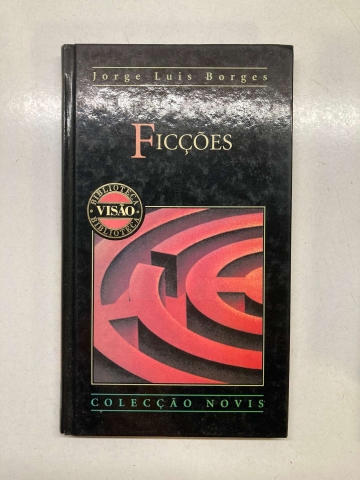 Jorge Luis Borges
FICÇÕES
BIBLIOTECA
VISÃO
BIBLIOTECA
COLECÇÃO NOVIS